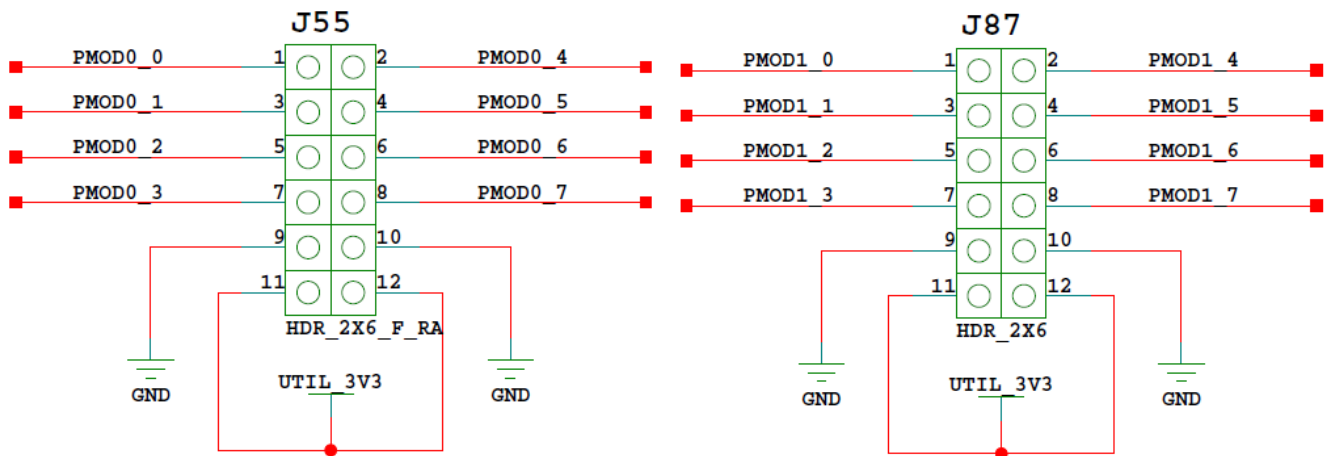 J55
PMOD0_0 1 2 PMOD0_4
PMOD0_1 3 4 PMOD0_5
PMOD0_2 5 6 PMOD0_6
PMOD0_3 7 8 PMOD0_7
9 10
11 12
HDR_2X6_F_RA
UTIL_3V3
GND GND
J87
PMOD1_0 1 2 PMOD1_4
PMOD1_1 3 4 PMOD1_5
PMOD1_2 5 6 PMOD1_6
PMOD1_3 7 8 PMOD1_7
9 10
11 12
HDR_2X6
UTIL_3V3
GND GND